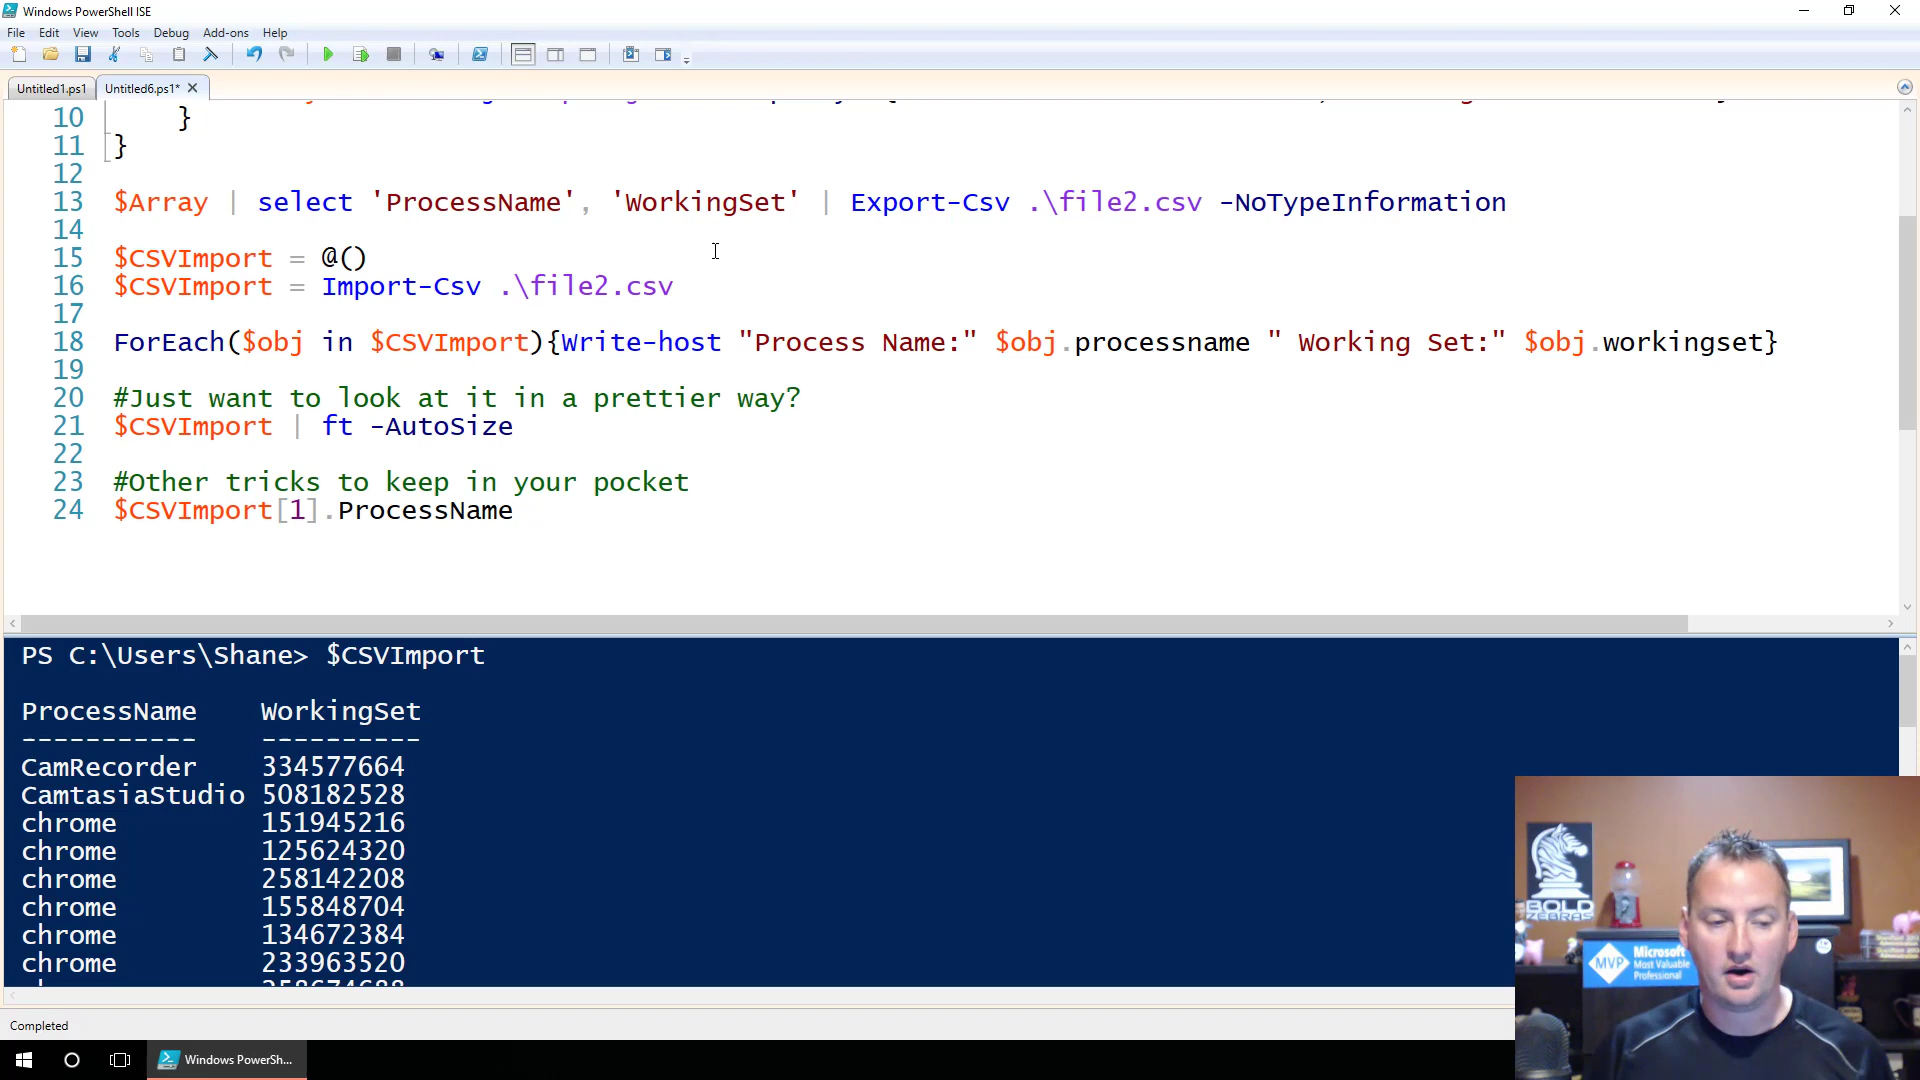 Windows PowerShell ISE
File Edit View Tools Debug Add-ons Help
Untitled1.ps1 Untitled6.ps1*
10 }
11 }
12
13 $Array | select 'ProcessName', 'WorkingSet' | Export-Csv .\file2.csv -NoTypeInformation
14
15 $CSVImport = @()
16 $CSVImport = Import-Csv .\file2.csv
17
18 ForEach($obj in $CSVImport){Write-host "Process Name:" $obj.processname " Working Set:" $obj.workingset}
19
20 #Just want to look at it in a prettier way?
21 $CSVImport | ft -AutoSize
22
23 #Other tricks to keep in your pocket
24 $CSVImport[1].ProcessName
PS C:\Users\Shane> $CSVImport
ProcessName WorkingSet
----------- ----------
CamRecorder 334577664
CamtasiaStudio 508182528
chrome 151945216
chrome 125624320
chrome 258142208
chrome 155848704
chrome 134672384
chrome 233963520
BOLD
ZEBRAS
MVP
Microsoft
Most Valuable
Professional
Completed
Windows PowerSh...